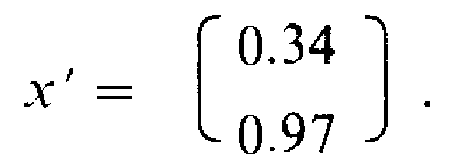 x′ = [ 0.34
0.97 ] .